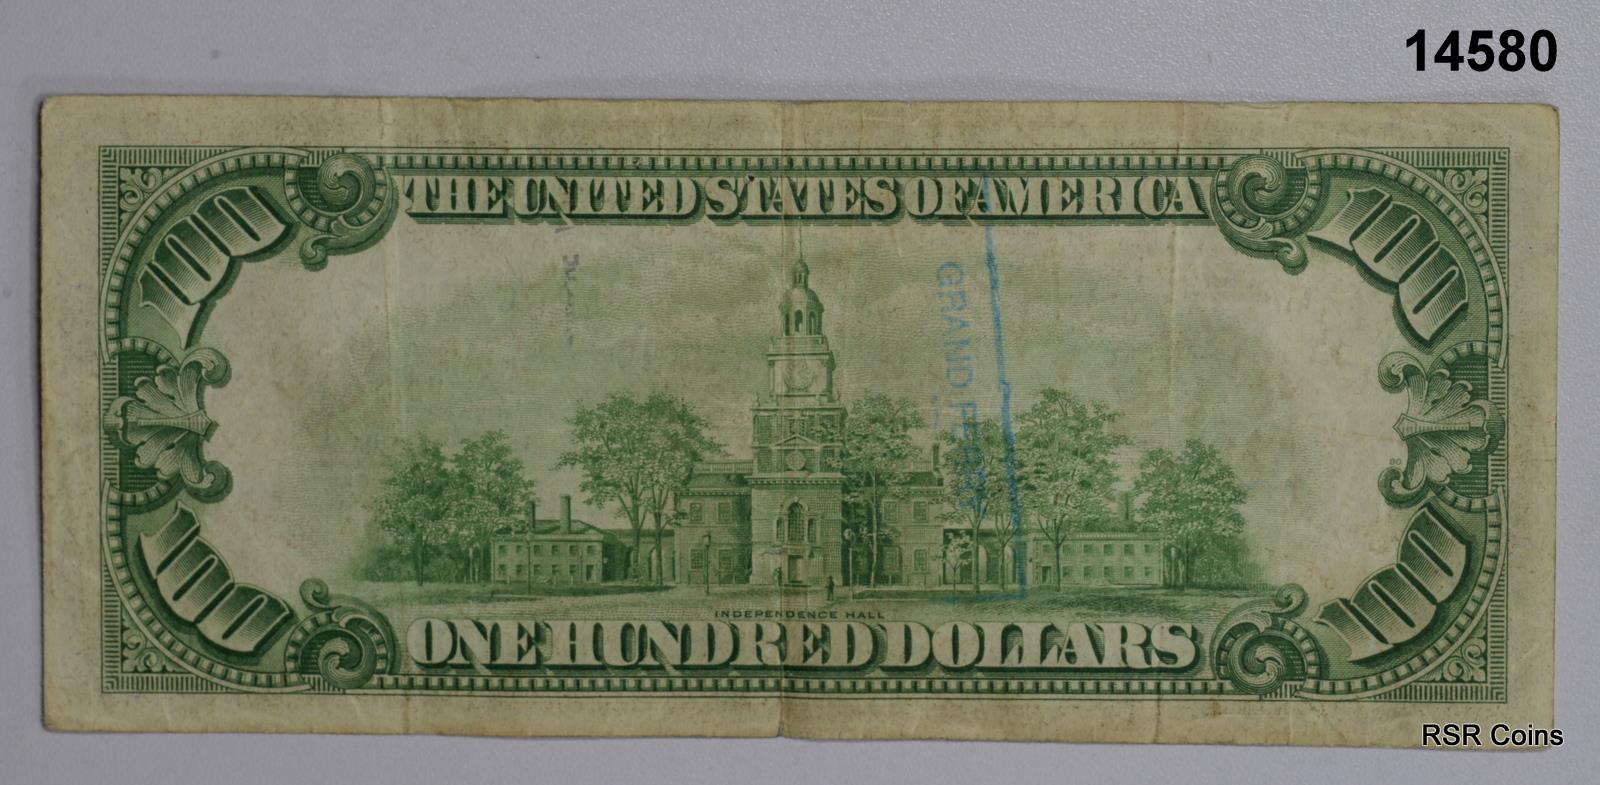 14580
THE UNITED STATES OF AMERICA
100
100
GRAND
INDEPENDENCE HALL
100
100
ONE HUNDRED DOLLARS
RSR Coins